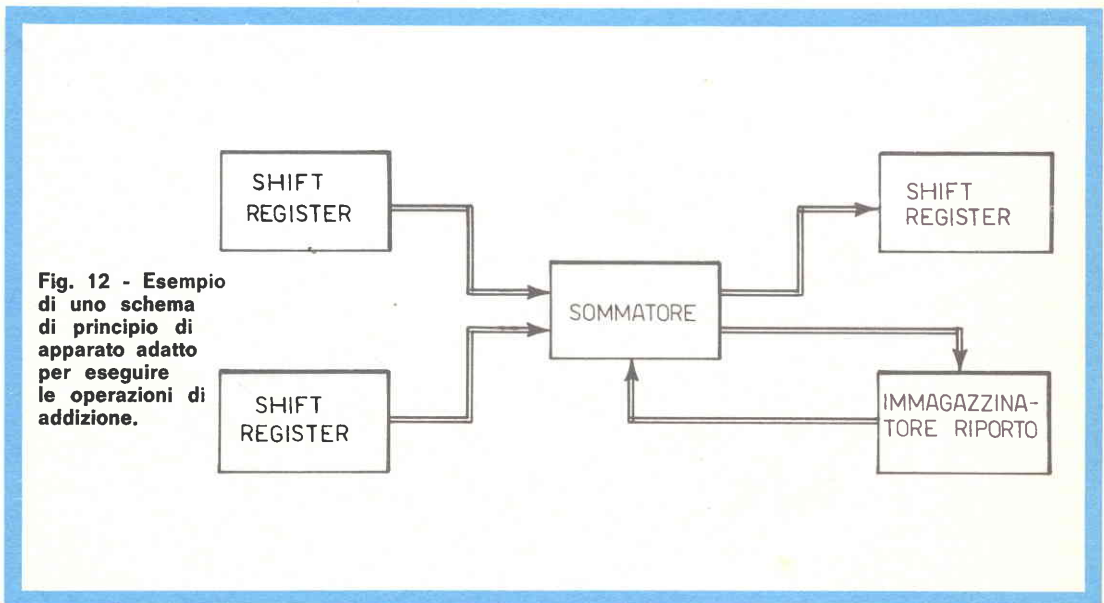 SHIFT
REGISTER
SHIFT
REGISTER
Fig. 12 - Esempio
di uno schema
di principio di
apparato adatto
per eseguire
le operazioni di
addizione.
SOMMATORE
SHIFT
REGISTER
IMMAGAZZINA-
TORE RIPORTO